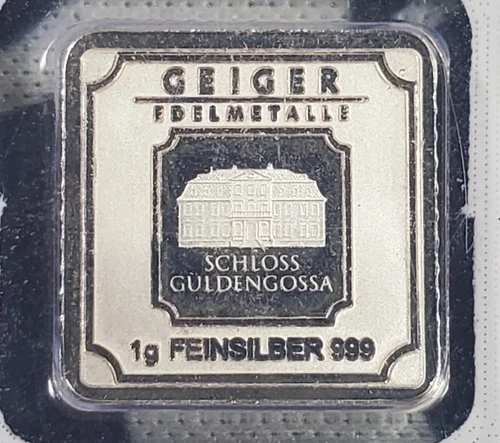 GEIGER
EDELMETALLE
SCHLOSS
GÜLDENGOSSA
1g FEINSILBER 999